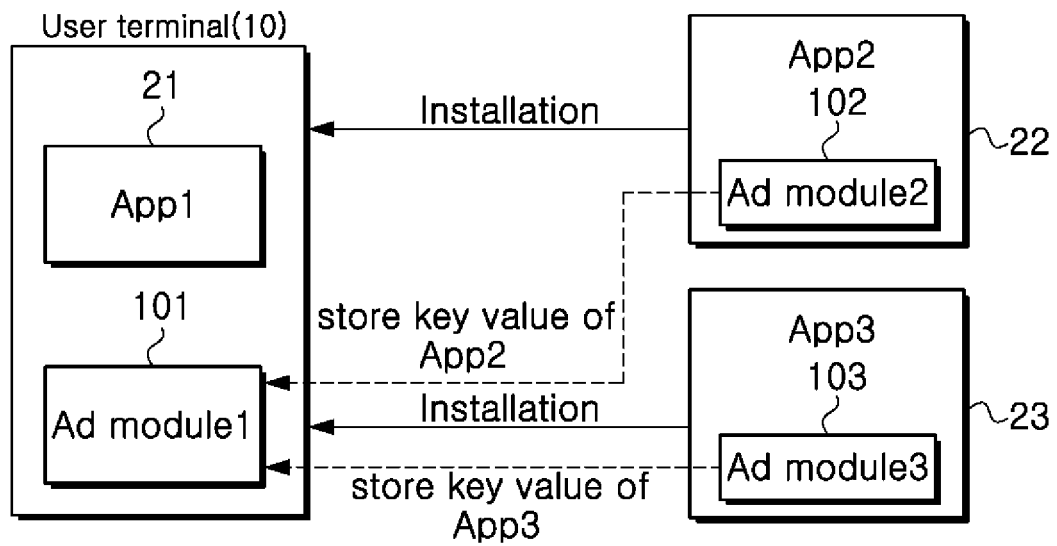 User terminal(10)
21
App1
101
Ad module1
Installation
store key value of
App2
Installation
store key value of
App3
App2
102
Ad module2
22
App3
103
Ad module3
23